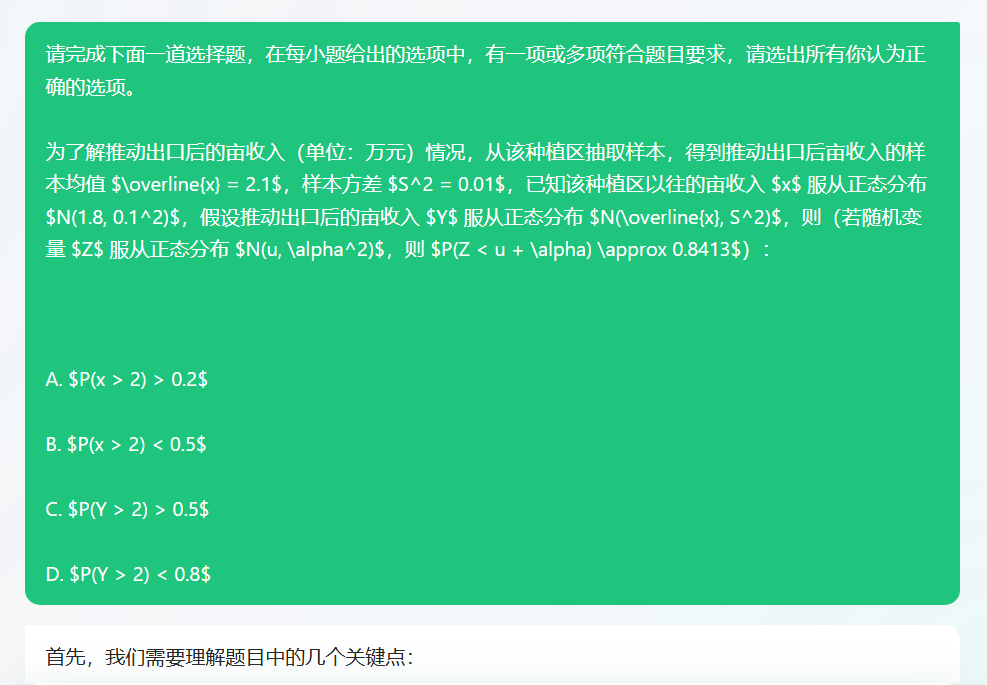 请完成下面一道选择题，在每小题给出的选项中，有一项或多项符合题目要求，请选出所有你认为正
确的选项。
为了解推动出口后的亩收入（单位：万元）情况，从该种植区抽取样本，得到推动出口后亩收入的样
本均值 $\overline{x} = 2.1$，样本方差 $S^2 = 0.01$，已知该种植区以往的亩收入 $x$ 服从正态分布
$N(1.8, 0.1^2)$，假设推动出口后的亩收入 $Y$ 服从正态分布 $N(\overline{x}, S^2)$，则（若随机变
量 $Z$ 服从正态分布 $N(u, \alpha^2)$，则 $P(Z < u + \alpha) \approx 0.8413$）：
A. $P(x > 2) > 0.2$
B. $P(x > 2) < 0.5$
C. $P(Y > 2) > 0.5$
D. $P(Y > 2) < 0.8$
首先，我们需要理解题目中的几个关键点：